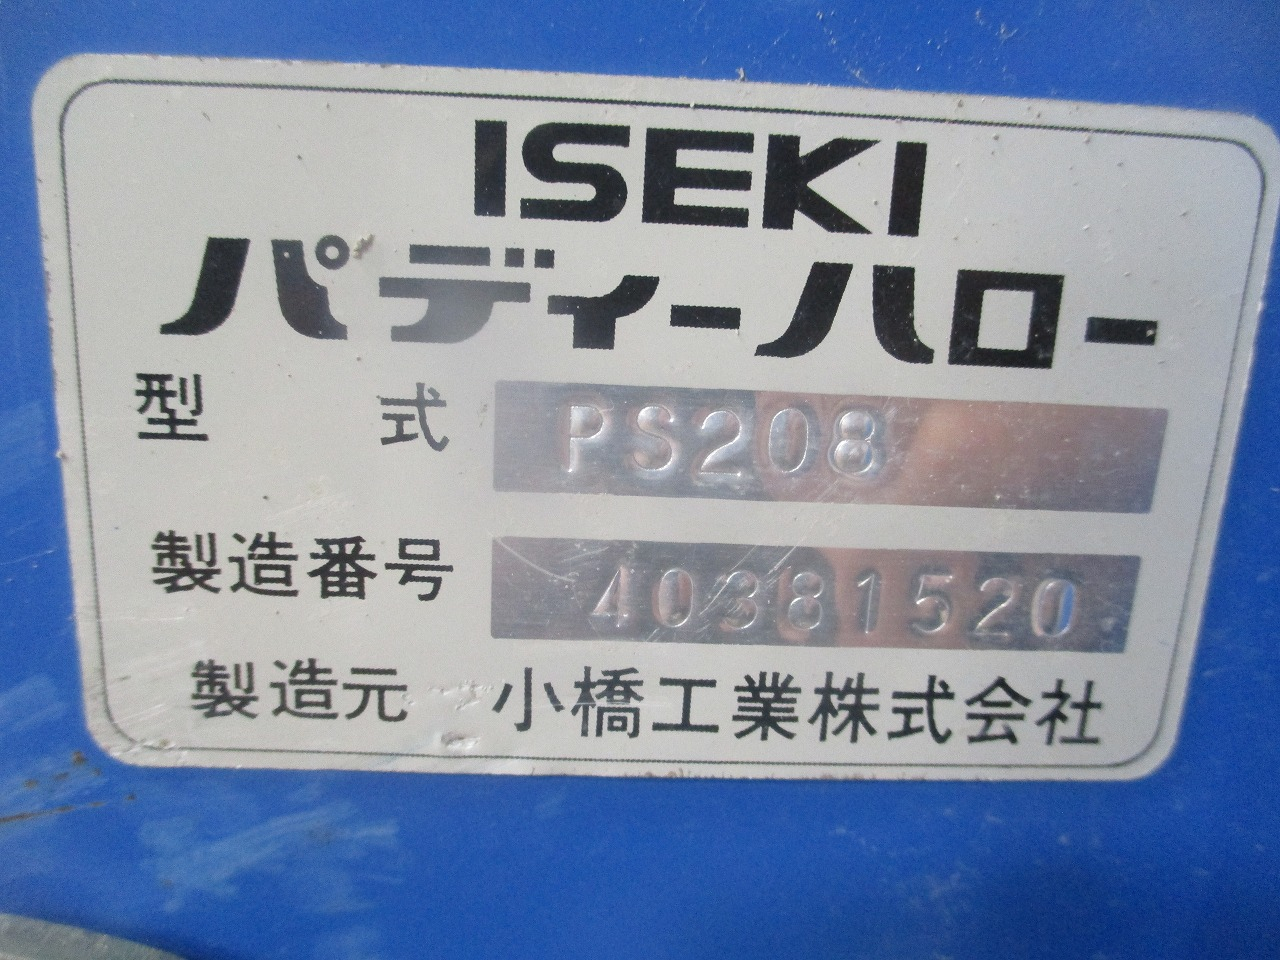 ISEKI
パディーハロー
型式 PS208
製造番号 40381520
製造元 小橋工業株式会社